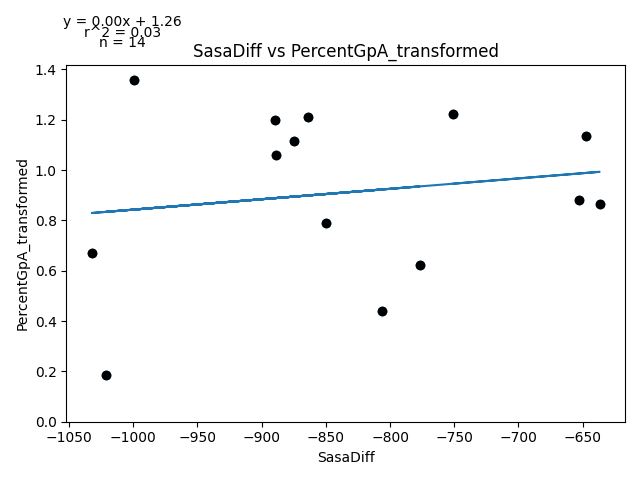 y = 0.00x + 1.26
r^2 = 0.03
n = 14
SasaDiff vs PercentGpA_transformed
1.4
1.2
1.0
0.8
0.6
0.4
0.2
0.0
PercentGpA_transformed
−1050 −1000 −950 −900 −850 −800 −750 −700 −650
SasaDiff